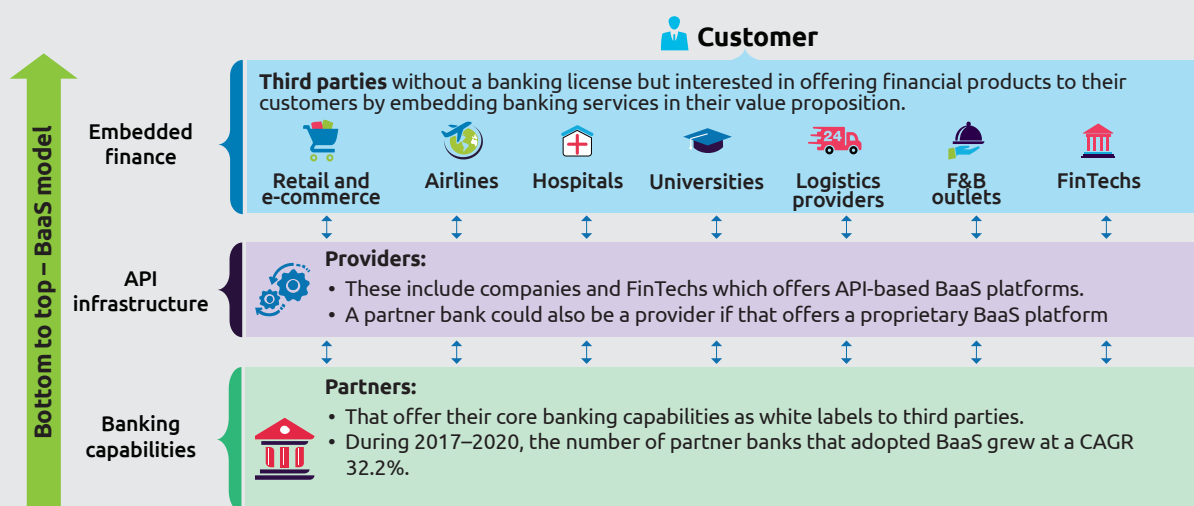 Customer
Bottom to top – BaaS model
Embedded
finance
Third parties without a banking license but interested in offering financial products to their
customers by embedding banking services in their value proposition.
Retail and
e-commerce
Airlines
Hospitals
Universities
24
Logistics
providers
F&B
outlets
FinTechs
API
infrastructure
Providers:
• These include companies and FinTechs which offers API-based BaaS platforms.
• A partner bank could also be a provider if that offers a proprietary BaaS platform
Banking
capabilities
Partners:
• That offer their core banking capabilities as white labels to third parties.
• During 2017–2020, the number of partner banks that adopted BaaS grew at a CAGR
32.2%.